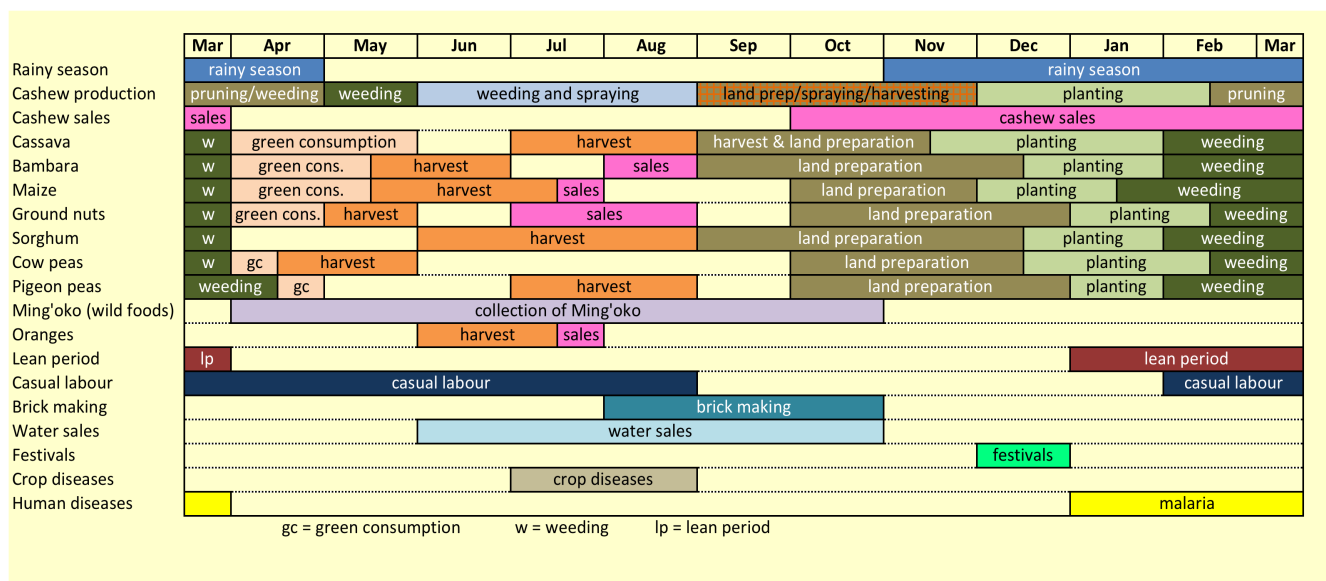 Mar Apr May Jun Jul Aug Sep Oct Nov Dec Jan Feb Mar
Rainy season rainy season rainy season
Cashew production pruning/weeding weeding weeding and spraying land prep/spraying/harvesting planting pruning
Cashew sales sales cashew sales
Cassava w green consumption harvest harvest & land preparation planting weeding
Bambara w green cons. harvest sales land preparation planting weeding
Maize w green cons. harvest sales land preparation planting weeding
Ground nuts w green cons. harvest sales land preparation planting weeding
Sorghum w harvest land preparation planting weeding
Cow peas w gc harvest land preparation planting weeding
Pigeon peas weeding gc harvest land preparation planting weeding
Ming'oko (wild foods) collection of Ming'oko
Oranges harvest sales
Lean period lp lean period
Casual labour casual labour casual labour
Brick making brick making
Water sales water sales
Festivals festivals
Crop diseases crop diseases
Human diseases malaria
gc = green consumption w = weeding lp = lean period